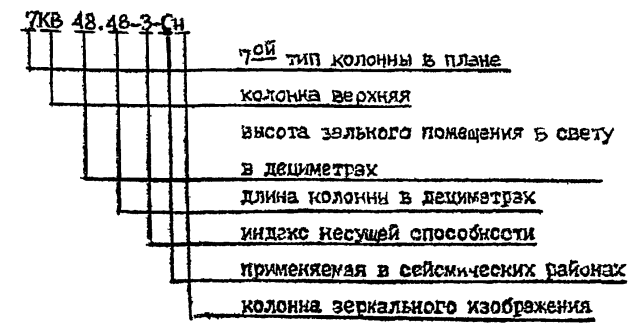 7КВ 48.48-3-Сн
7ой тип колонны в плане
колонка верхняя
высота зального помещения в свету
в дециметрах
длина колонны в дециметрах
индекс несущей способности
применяемая в сейсмических районах
колонна зеркального изображения